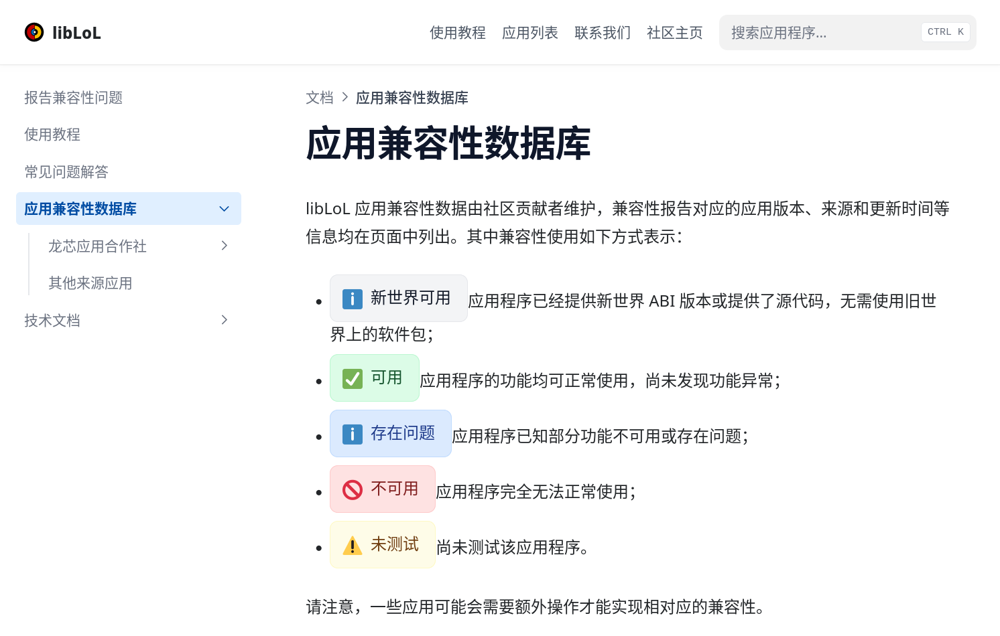 libLoL
使用教程 应用列表 联系我们 社区主页 搜索应用程序... CTRL K
报告兼容性问题
使用教程
常见问题解答
应用兼容性数据库
龙芯应用合作社
其他来源应用
技术文档
文档 > 应用兼容性数据库
应用兼容性数据库
libLoL 应用兼容性数据由社区贡献者维护，兼容性报告对应的应用版本、来源和更新时间等
信息均在页面中列出。其中兼容性使用如下方式表示：
• ℹ️ 新世界可用 应用程序已经提供新世界 ABI 版本或提供了源代码，无需使用旧世
界上的软件包；
• ✅ 可用 应用程序的功能均可正常使用，尚未发现功能异常；
• ℹ️ 存在问题 应用程序已知部分功能不可用或存在问题；
• 🚫 不可用 应用程序完全无法正常使用；
• ⚠️ 未测试 尚未测试该应用程序。
请注意，一些应用可能会需要额外操作才能实现相对应的兼容性。